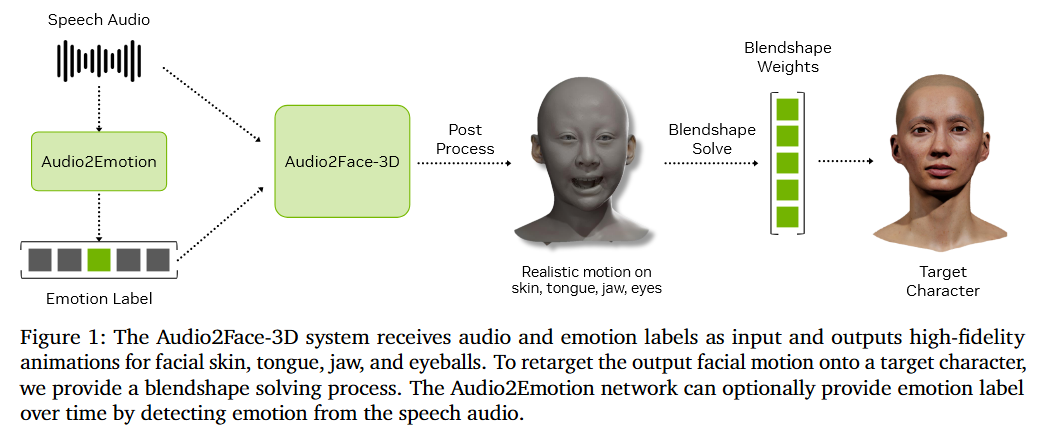 Speech Audio
Audio2Emotion
Emotion Label
Audio2Face-3D
Post
Process
Realistic motion on
skin, tongue, jaw, eyes
Blendshape
Solve
Blendshape
Weights
Target
Character
Figure 1: The Audio2Face-3D system receives audio and emotion labels as input and outputs high-fidelity
animations for facial skin, tongue, jaw, and eyeballs. To retarget the output facial motion onto a target character,
we provide a blendshape solving process. The Audio2Emotion network can optionally provide emotion label
over time by detecting emotion from the speech audio.